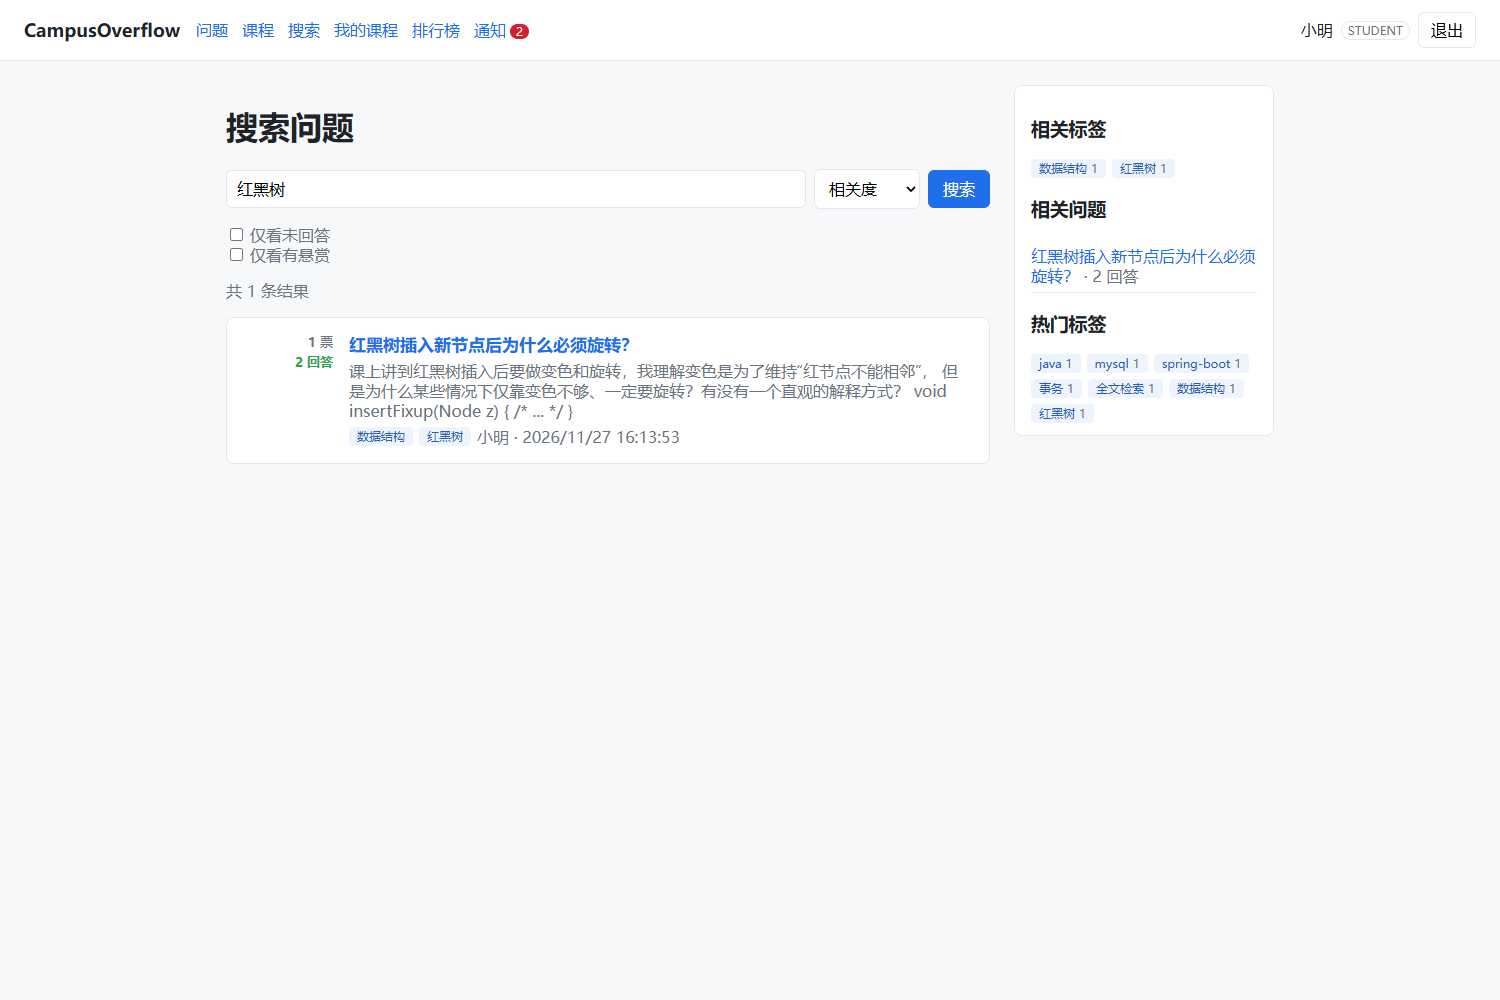 CampusOverflow 问题 课程 搜索 我的课程 排行榜 通知 2 小明 STUDENT 退出
搜索问题
红黑树 相关度 搜索
仅看未回答
仅看有悬赏
共 1 条结果
1 票
2 回答
红黑树插入新节点后为什么必须旋转？
课上讲到红黑树插入后要做变色和旋转，我理解变色是为了维持“红节点不能相邻”， 但
是为什么某些情况下仅靠变色不够、一定要旋转？有没有一个直观的解释方式？ void
insertFixup(Node z) { /* ... */ }
数据结构 红黑树 小明 · 2026/11/27 16:13:53
相关标签
数据结构 1 红黑树 1
相关问题
红黑树插入新节点后为什么必须
旋转？ · 2 回答
热门标签
java 1 mysql 1 spring-boot 1
事务 1 全文检索 1 数据结构 1
红黑树 1